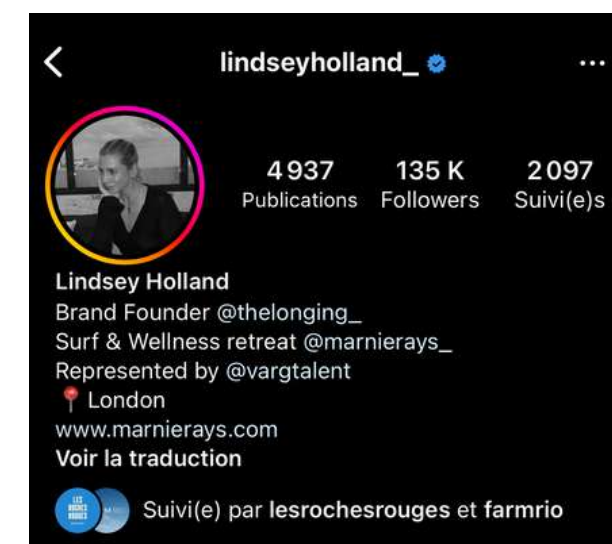 lindseyholland_
4 937 135 K 2 097
Publications Followers Suivi(e)s
Lindsey Holland
Brand Founder @thelonging_
Surf & Wellness retreat @marnierays_
Represented by @vargtalent
London
www.marnierays.com
Voir la traduction
Suivi(e) par lesrochesrouges et farmrio